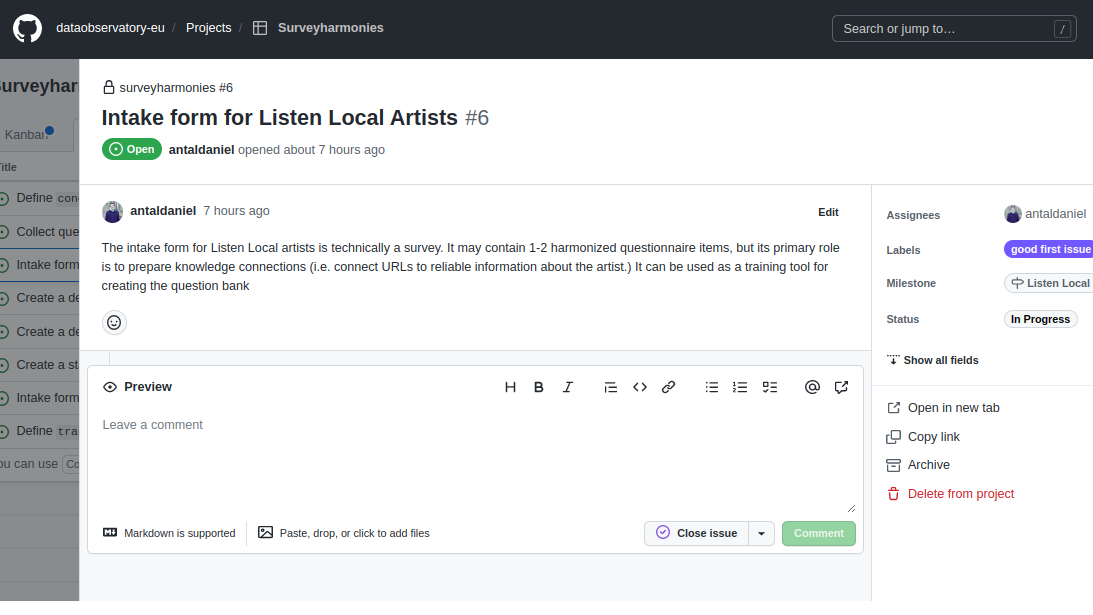 dataobservatory-eu / Projects / Surveyharmonies
Search or jump to… /
surveyhar
Kanban
Title
Define con
Collect que
Intake form
Create a de
Create a de
Create a st
Intake form
Define tra
You can use Co
surveyharmonies #6
Intake form for Listen Local Artists #6
Open antaldaniel opened about 7 hours ago
antaldaniel 7 hours ago Edit
The intake form for Listen Local artists is technically a survey. It may contain 1-2 harmonized questionnaire items, but its primary role
is to prepare knowledge connections (i.e. connect URLs to reliable information about the artist.) It can be used as a training tool for
creating the question bank
Preview
H B I
Leave a comment
Markdown is supported
Paste, drop, or click to add files
Close issue
Comment
Assignees antaldaniel
Labels good first issue
Milestone Listen Local
Status In Progress
Show all fields
Open in new tab
Copy link
Archive
Delete from project